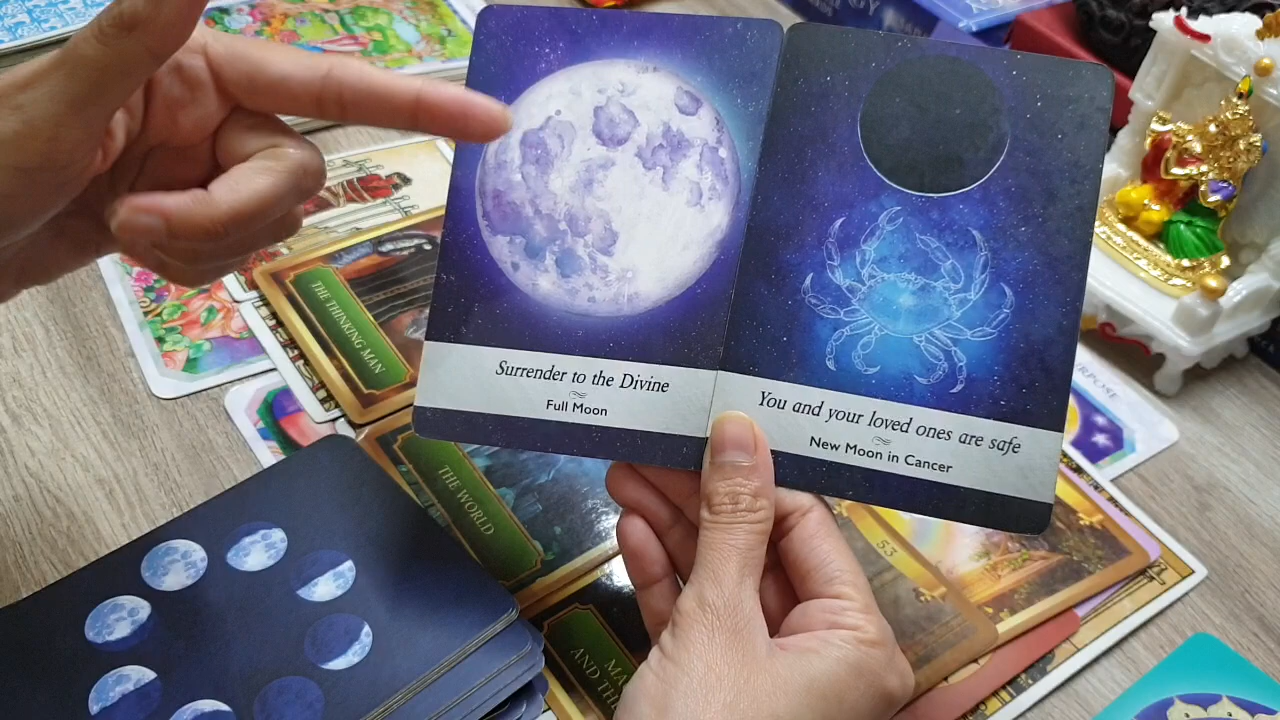 Surrender to the Divine
Full Moon
You and your loved ones are safe
New Moon in Cancer
THE THINKING MAN
THE WORLD
53